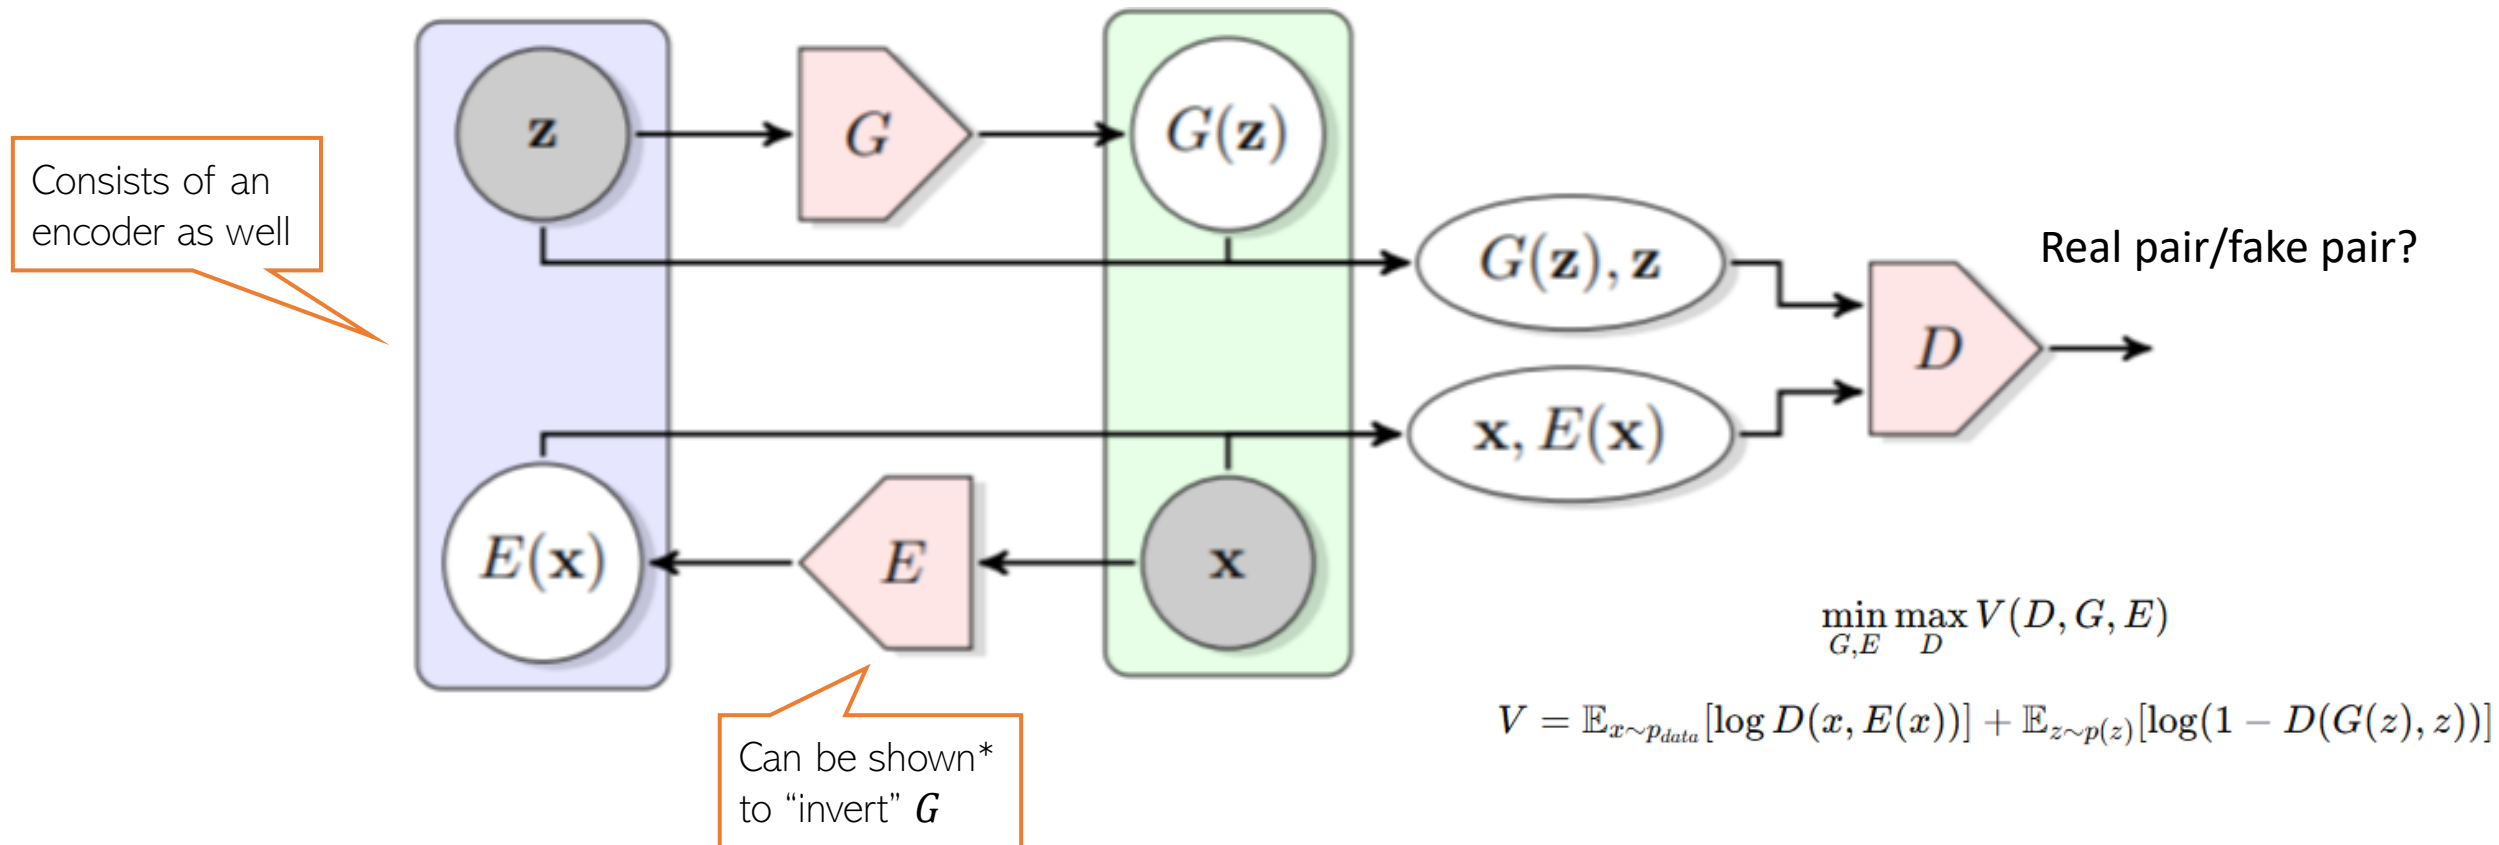 z
G
G(z)
Consists of an
encoder as well
G(z), z
Real pair/fake pair?
D
x, E(x)
E(x)
E
x
min max V(D, G, E)
G,E D
V = 𝔼x∼pdata[log D(x, E(x))] + 𝔼z∼p(z)[log(1 − D(G(z), z))]
Can be shown*
to “invert” G